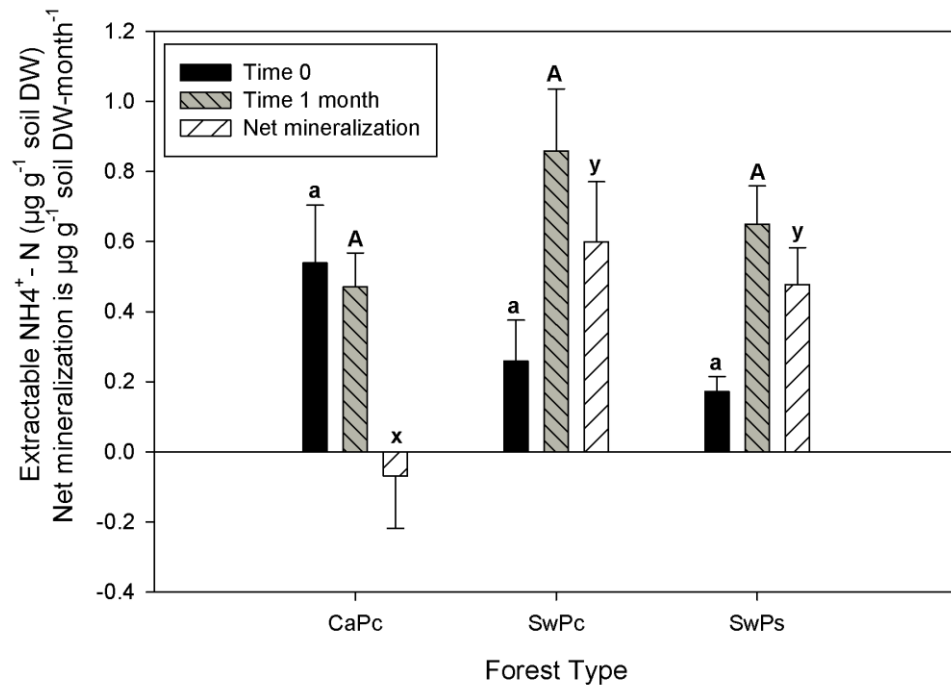 Extractable NH4⁺- N (µg g⁻¹ soil DW)
Net mineralization is µg g⁻¹ soil DW-month⁻¹
1.2
1.0
0.8
0.6
0.4
0.2
0.0
-0.2
-0.4
Time 0
Time 1 month
Net mineralization
a
A
x
a
A
y
a
A
y
CaPc
SwPc
SwPs
Forest Type